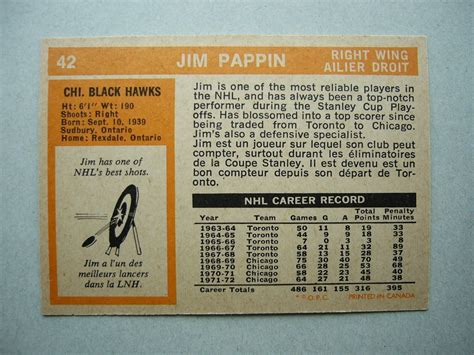 42
JIM PAPPIN
RIGHT WING
AILIER DROIT
CHI. BLACK HAWKS
Ht: 6'1" Wt: 190
Shoots: Right
Born: Sept. 10, 1939
Sudbury, Ontario
Home: Rexdale, Ontario
Jim has one of
NHL's best shots.
Jim a l'un des
meilleurs lancers
dans la LNH.
Jim is one of the most reliable players in
the NHL, and has always been a top-notch
performer during the Stanley Cup Play-
offs. Has blossomed into a top scorer since
being traded from Toronto to Chicago.
Jim's also a defensive specialist.
Jim est un joueur sur lequel son club peut
compter, surtout durant les éliminatoires
de la Coupe Stanley. Il est devenu un bon
compteur depuis son départ de To-
ronto.
NHL CAREER RECORD
Year Team Games G A Total Points Penalty Minutes
1963-64 Toronto 50 11 8 19 33
1964-65 Toronto 44 9 9 18 33
1965-66 Toronto 7 0 3 3 8
1966-67 Toronto 64 21 11 32 89
1967-68 Toronto 58 13 15 28 37
1968-69 Chicago 75 30 40 70 49
1969-70 Chicago 66 28 25 53 68
1970-71 Chicago 58 22 23 45 40
1971-72 Chicago 64 27 21 48 38
Career Totals 486 161 155 316 395
© O.P.C. PRINTED IN CANADA